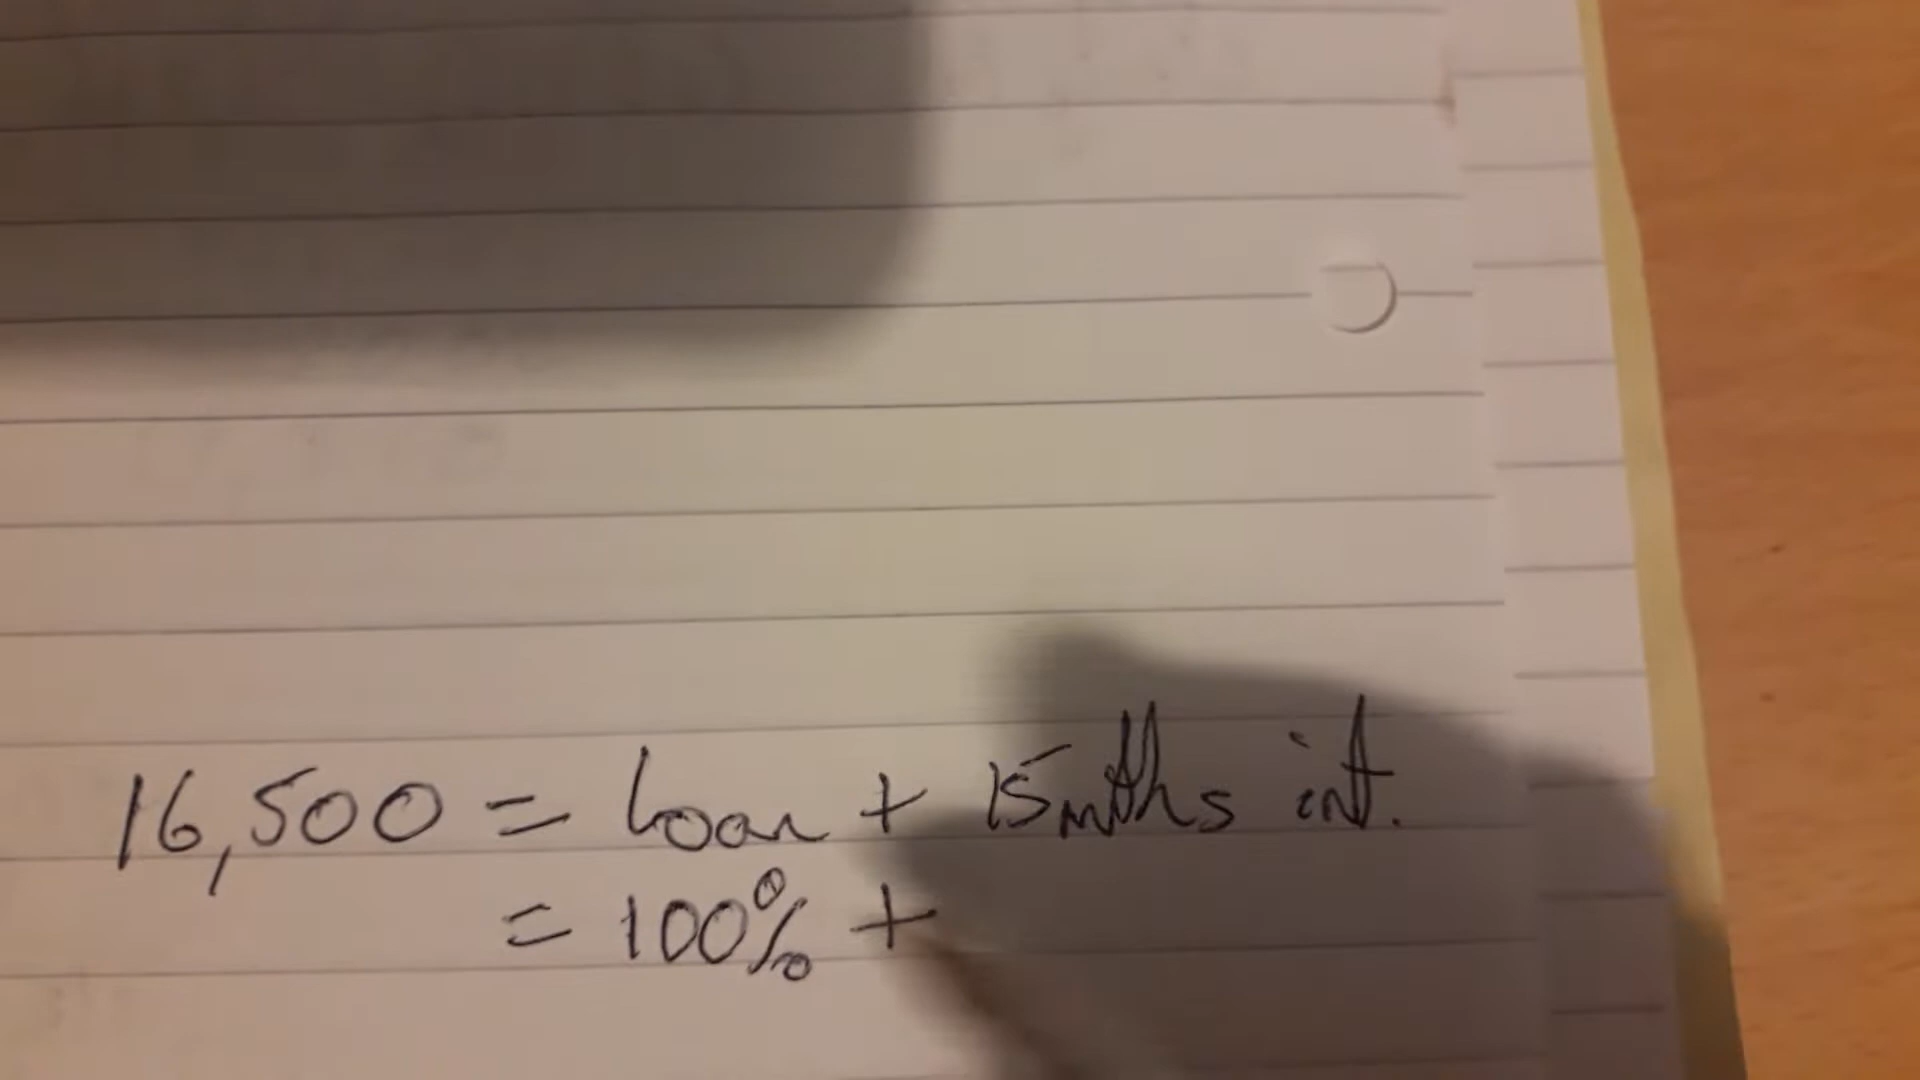 16,500 = Loan + 15mths int.
= 100% +